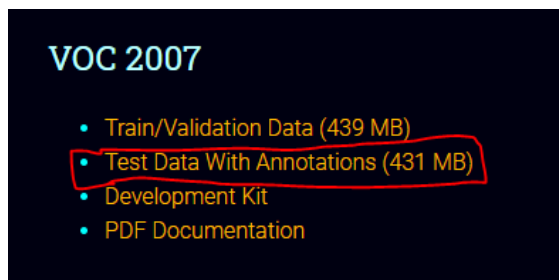 VOC 2007
Train/Validation Data (439 MB)
Test Data With Annotations (431 MB)
Development Kit
PDF Documentation